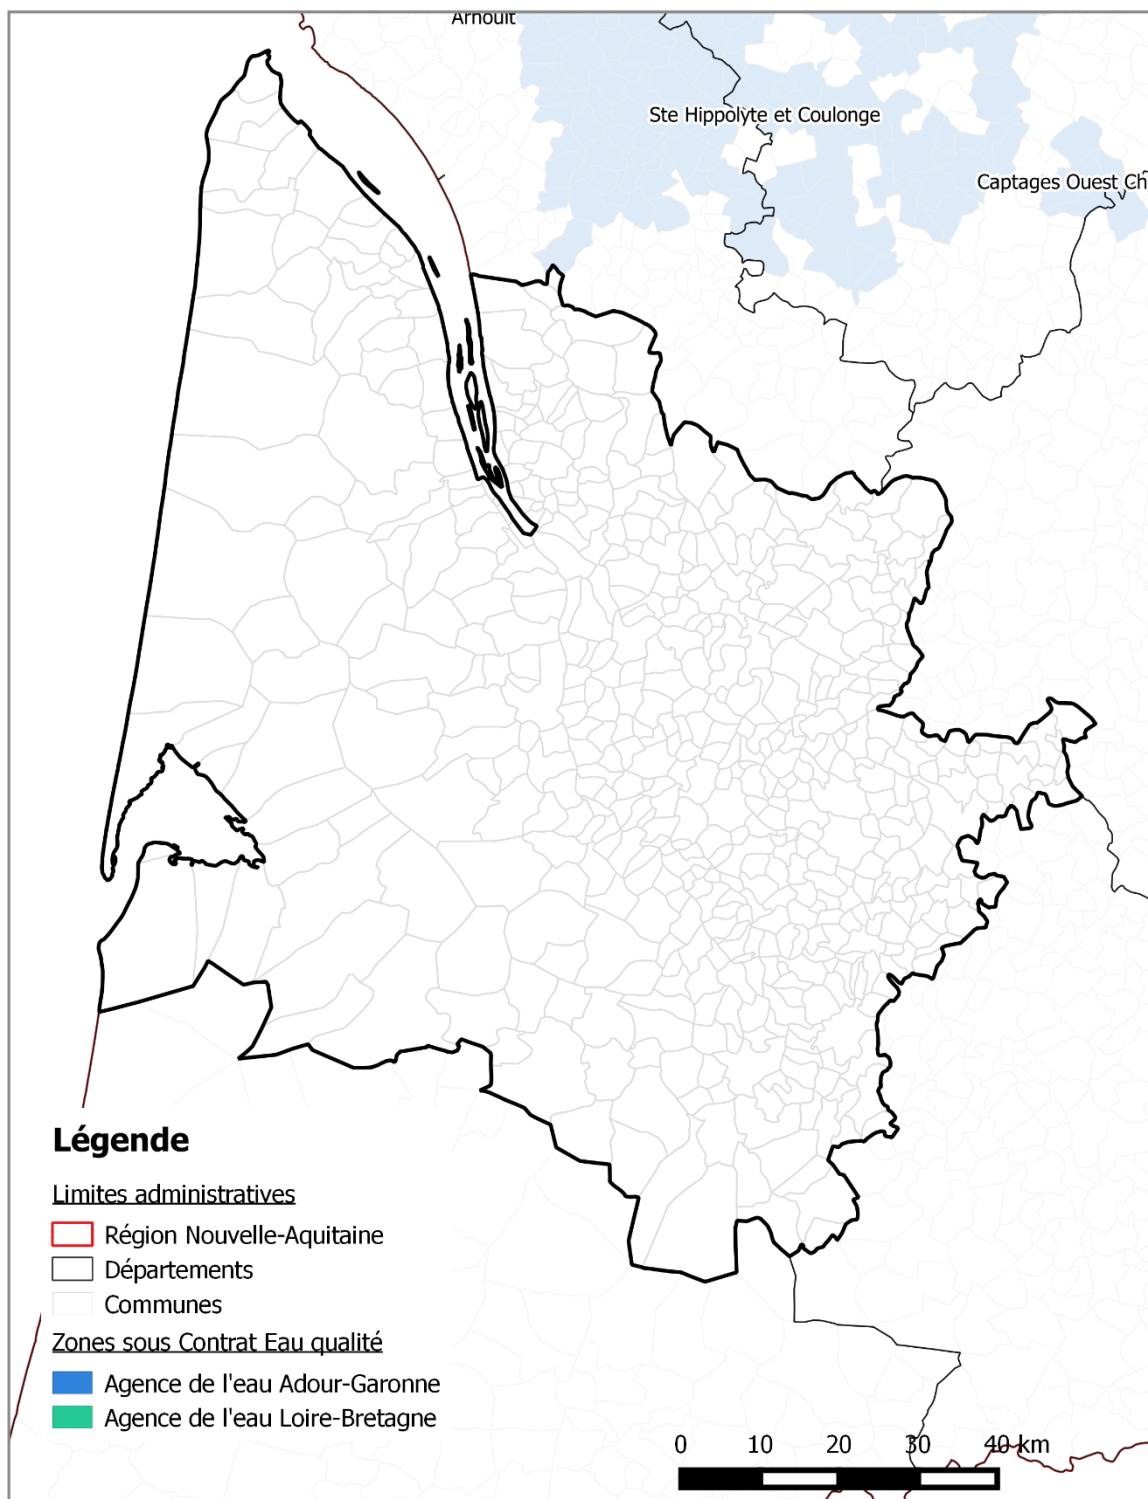 Arnoult
Ste Hippolyte et Coulonge
Captages Ouest Ch
Légende
Limites administratives
Région Nouvelle-Aquitaine
Départements
Communes
Zones sous Contrat Eau qualité
Agence de l'eau Adour-Garonne
Agence de l'eau Loire-Bretagne
0 10 20 30 40 km